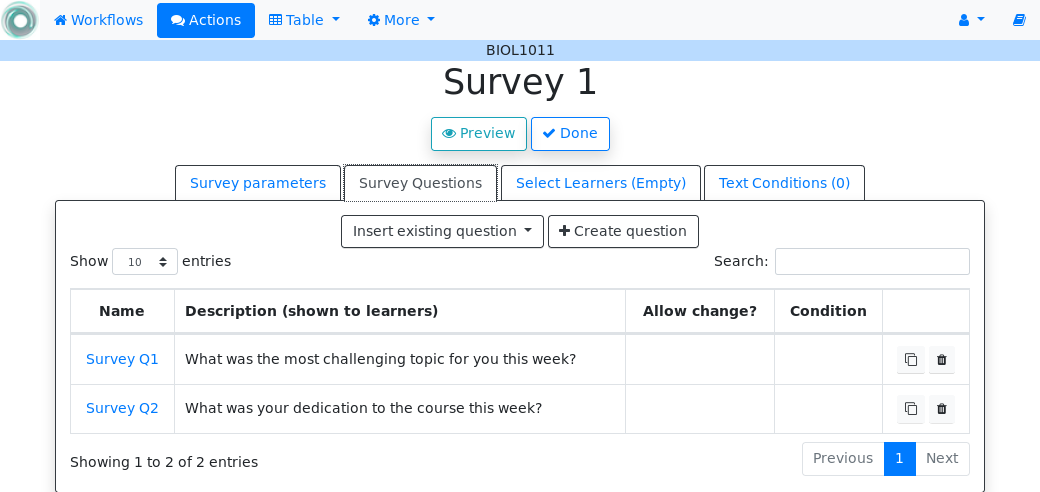 Workflows Actions Table More
BIOL1011
Survey 1
Preview Done
Survey parameters Survey Questions Select Learners (Empty) Text Conditions (0)
Insert existing question Create question
Show 10 entries Search:
Name Description (shown to learners) Allow change? Condition
Survey Q1 What was the most challenging topic for you this week?
Survey Q2 What was your dedication to the course this week?
Showing 1 to 2 of 2 entries Previous 1 Next